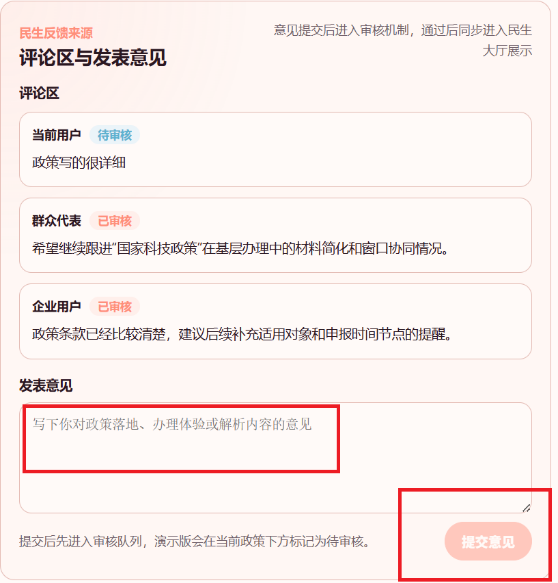 民生反馈来源
评论区与发表意见
意见提交后进入审核机制，通过后同步进入民生
大厅展示
评论区
当前用户 待审核
政策写的很详细
群众代表 已审核
希望继续跟进“国家科技政策”在基层办理中的材料简化和窗口协同情况。
企业用户 已审核
政策条款已经比较清楚，建议后续补充适用对象和申报时间节点的提醒。
发表意见
写下你对政策落地、办理体验或解析内容的意见
提交后先进入审核队列，演示版会在当前政策下方标记为待审核。
提交意见